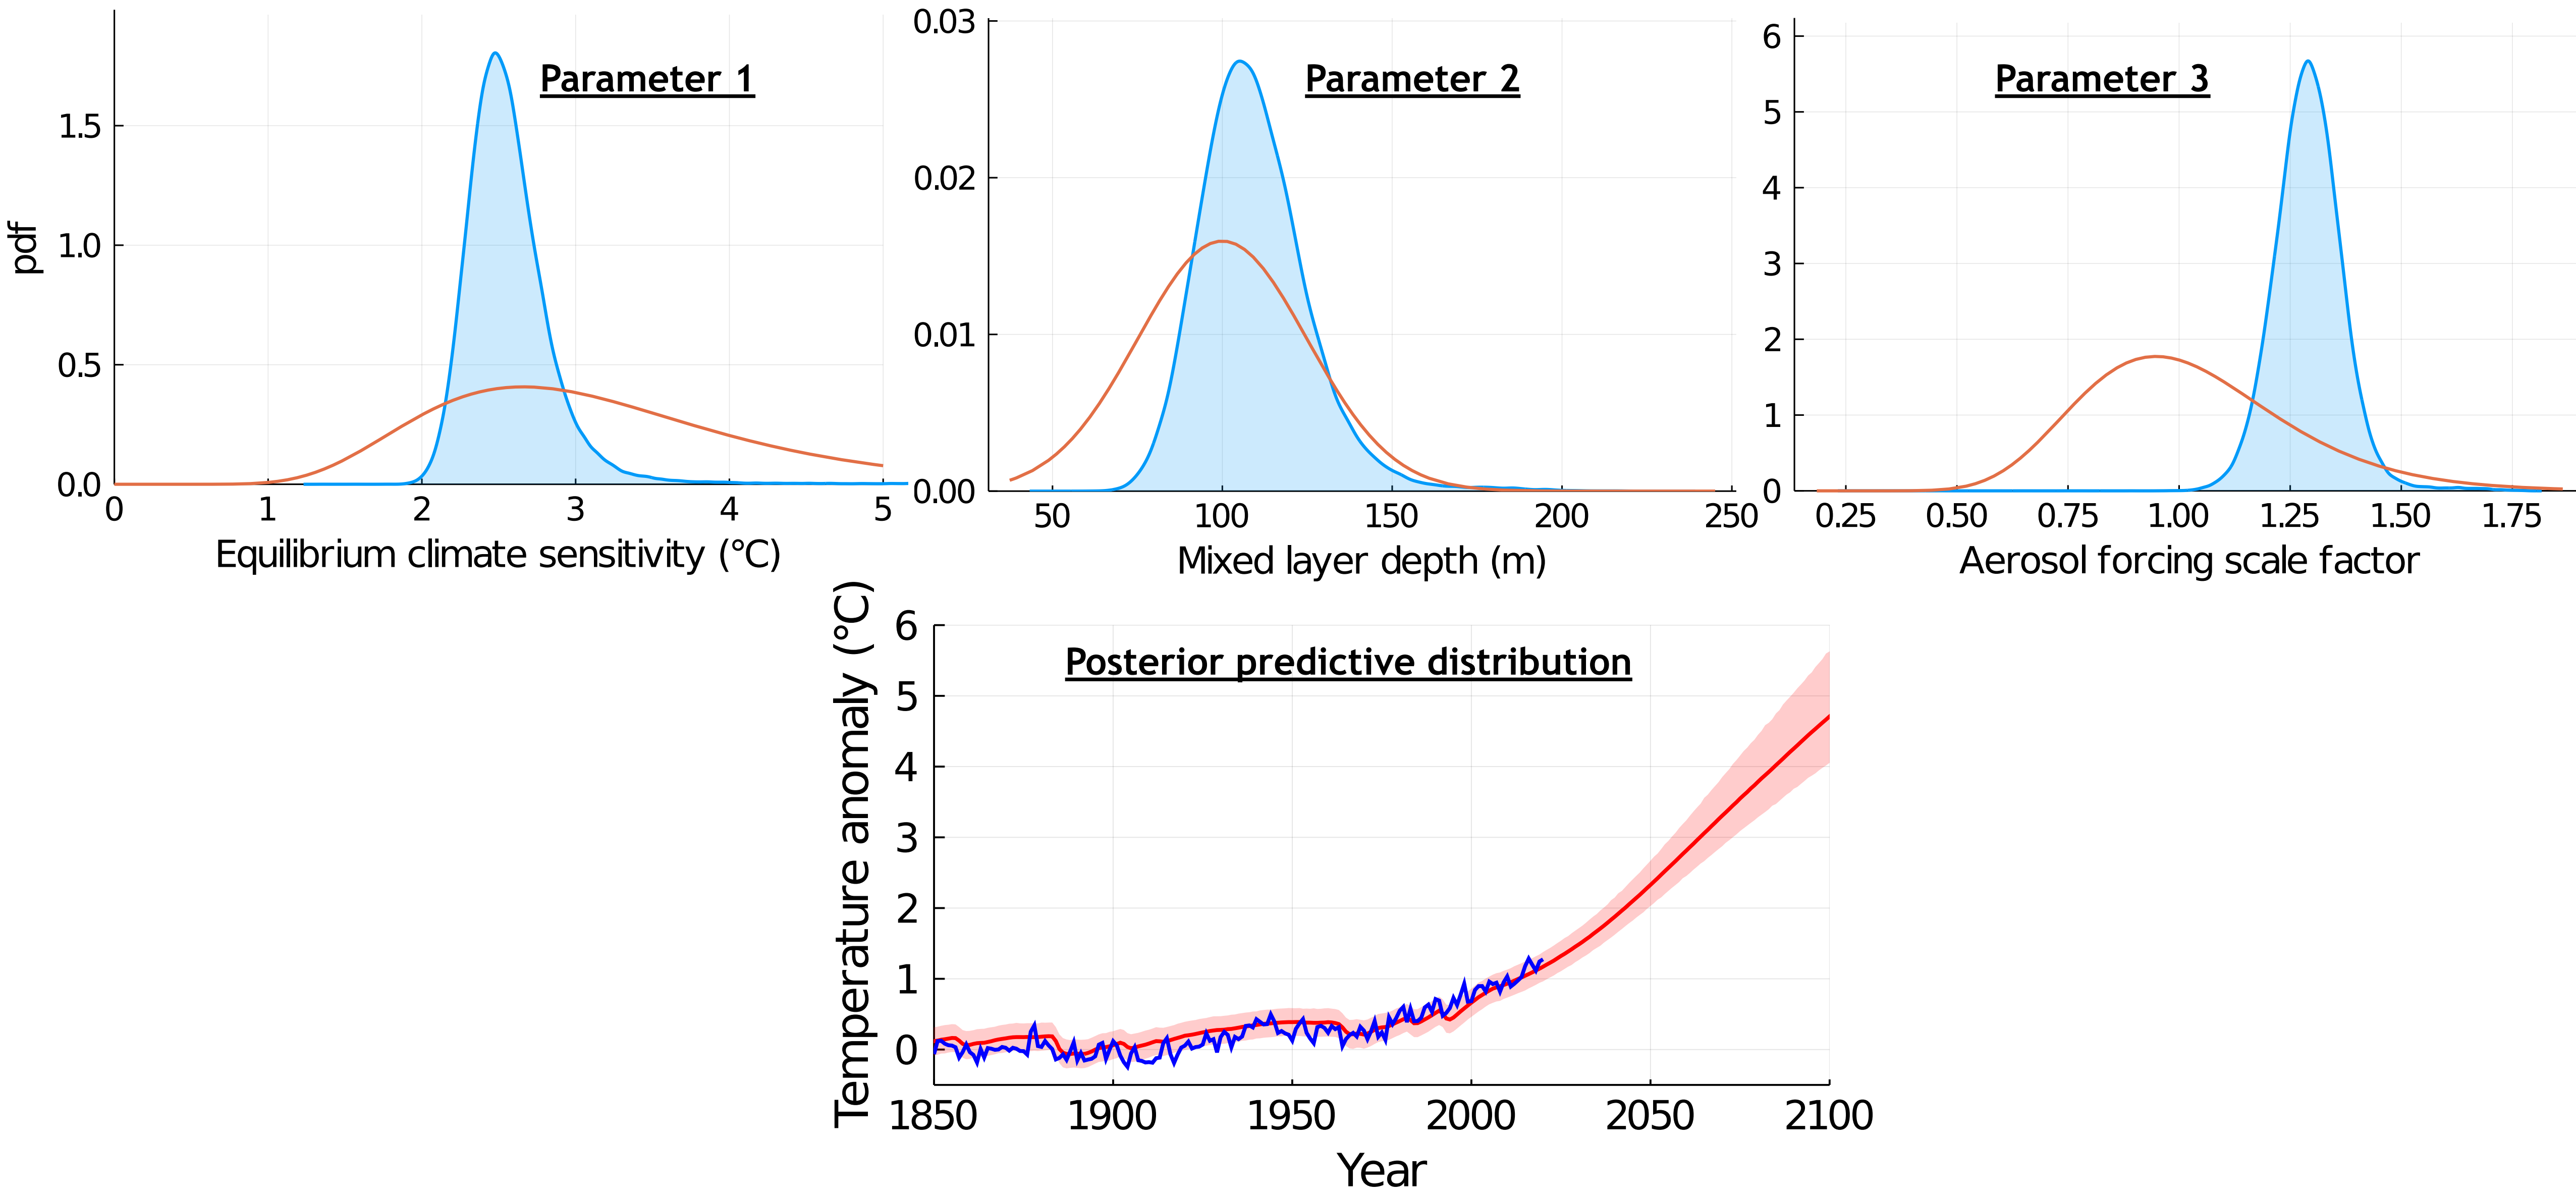 Parameter 1
pdf
1.5
1.0
0.5
0.0
0 1 2 3 4 5
Equilibrium climate sensitivity (°C)
Parameter 2
0.03
0.02
0.01
0.00
50 100 150 200 250
Mixed layer depth (m)
Parameter 3
6
5
4
3
2
1
0
0.25 0.50 0.75 1.00 1.25 1.50 1.75
Aerosol forcing scale factor
Posterior predictive distribution
Temperature anomaly (°C)
6
5
4
3
2
1
0
1850 1900 1950 2000 2050 2100
Year